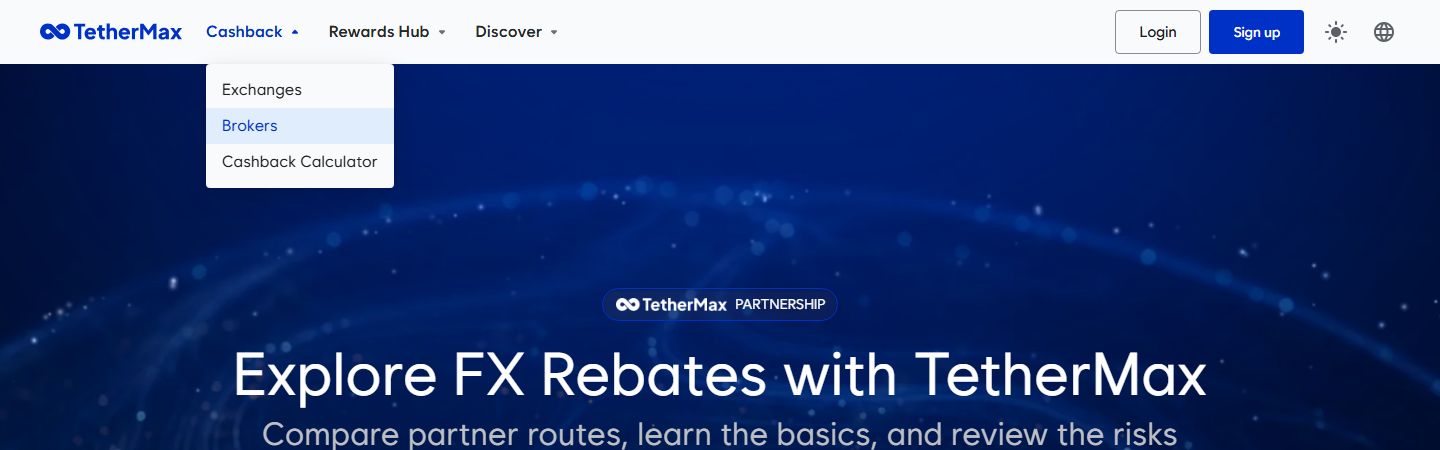 TetherMax Cashback Rewards Hub Discover Login Sign up
Exchanges
Brokers
Cashback Calculator
TetherMax PARTNERSHIP
Explore FX Rebates with TetherMax
Compare partner routes, learn the basics, and review the risks